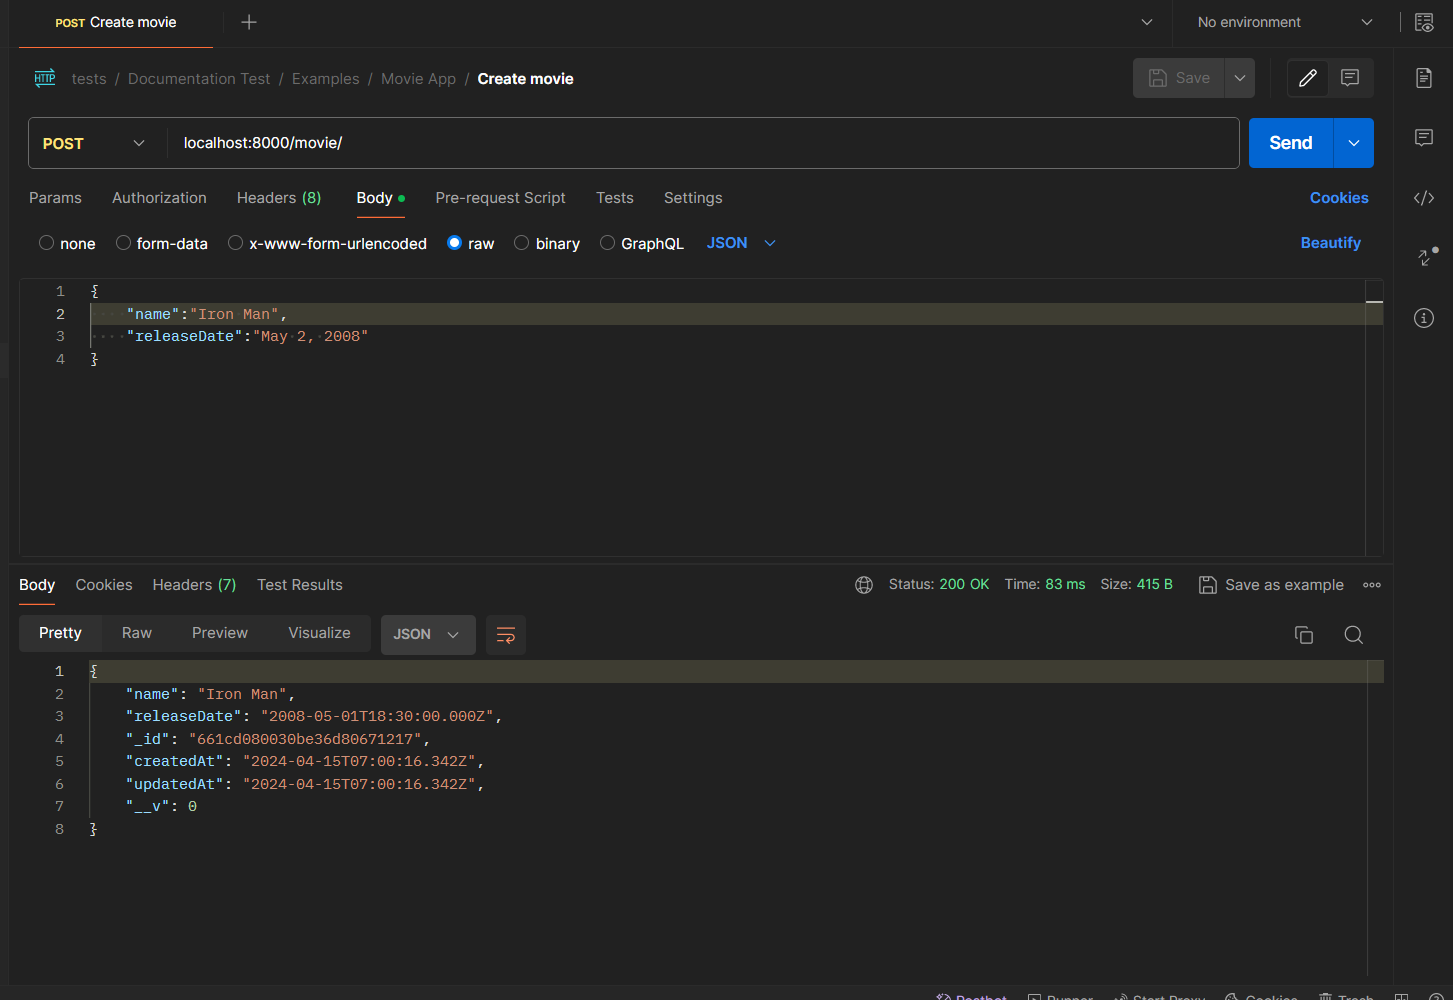 POST Create movie
No environment
HTTP tests / Documentation Test / Examples / Movie App / Create movie
Save
POST localhost:8000/movie/ Send
Params Authorization Headers (8) Body Pre-request Script Tests Settings Cookies
none form-data x-www-form-urlencoded raw binary GraphQL JSON Beautify
1 {
2 "name":"Iron Man",
3 "releaseDate":"May 2, 2008"
4 }
Body Cookies Headers (7) Test Results Status: 200 OK Time: 83 ms Size: 415 B Save as example
Pretty Raw Preview Visualize JSON
1 {
2 "name": "Iron Man",
3 "releaseDate": "2008-05-01T18:30:00.000Z",
4 "_id": "661cd080030be36d80671217",
5 "createdAt": "2024-04-15T07:00:16.342Z",
6 "updatedAt": "2024-04-15T07:00:16.342Z",
7 "__v": 0
8 }
Postbot Runner Start Proxy Cookies Trash